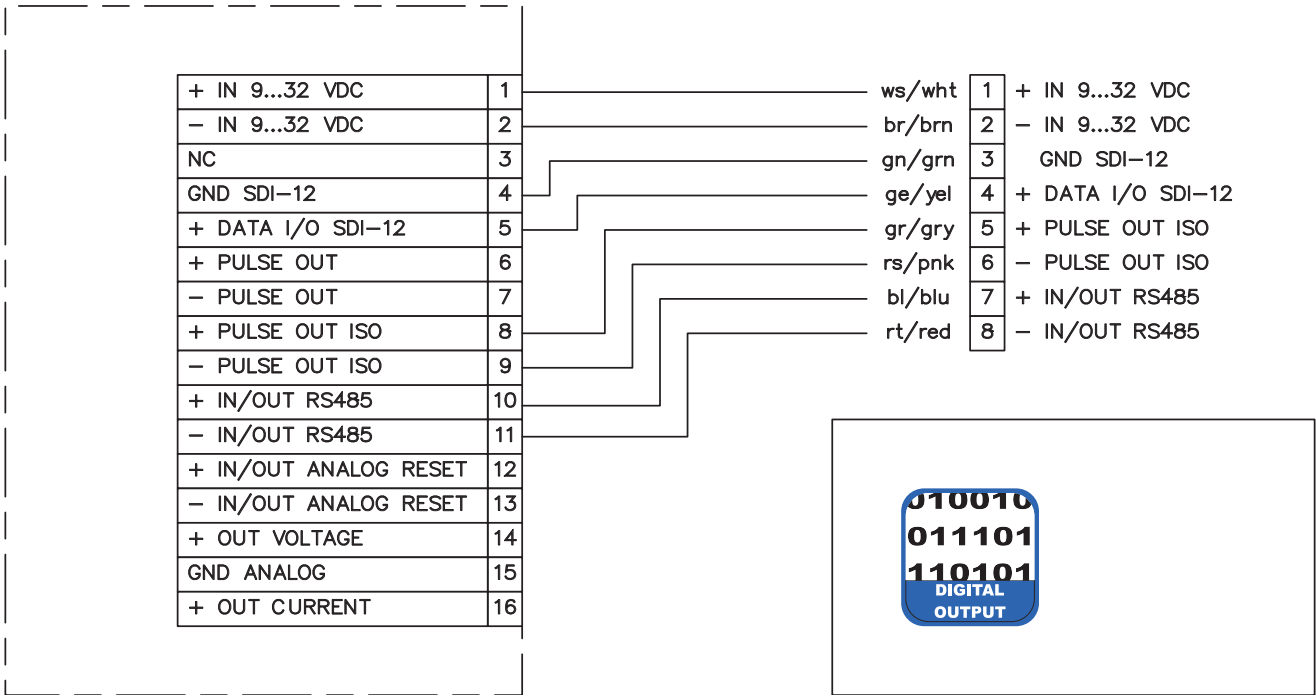 + IN 9...32 VDC 1 ws/wht 1 + IN 9...32 VDC
− IN 9...32 VDC 2 br/brn 2 − IN 9...32 VDC
NC 3 gn/grn 3 GND SDI−12
GND SDI−12 4 ge/yel 4 + DATA I/O SDI−12
+ DATA I/O SDI−12 5 gr/gry 5 + PULSE OUT ISO
+ PULSE OUT 6 rs/pnk 6 − PULSE OUT ISO
− PULSE OUT 7 bl/blu 7 + IN/OUT RS485
+ PULSE OUT ISO 8 rt/red 8 − IN/OUT RS485
− PULSE OUT ISO 9
+ IN/OUT RS485 10
− IN/OUT RS485 11
+ IN/OUT ANALOG RESET 12
− IN/OUT ANALOG RESET 13
+ OUT VOLTAGE 14
GND ANALOG 15
+ OUT CURRENT 16
010010
011101
110101
DIGITAL
OUTPUT